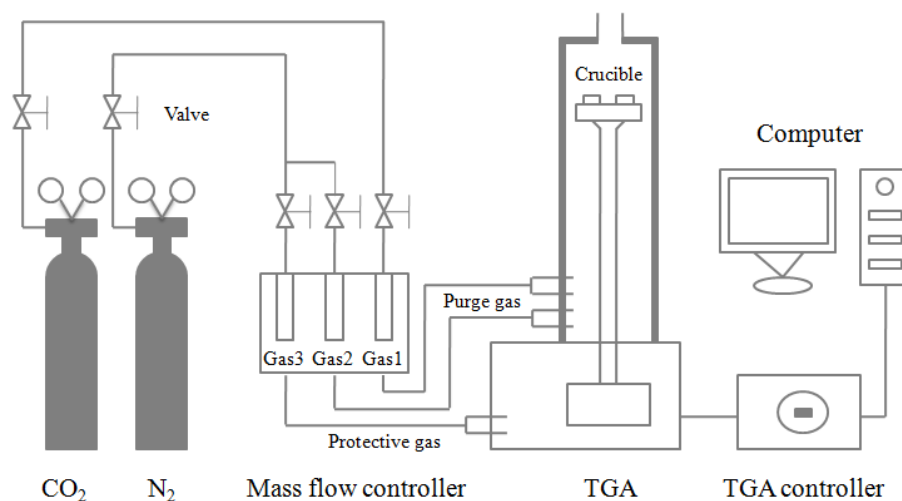 Crucible
Valve
Computer
Purge gas
Gas3 Gas2 Gas1
Protective gas
CO₂ N₂ Mass flow controller TGA TGA controller